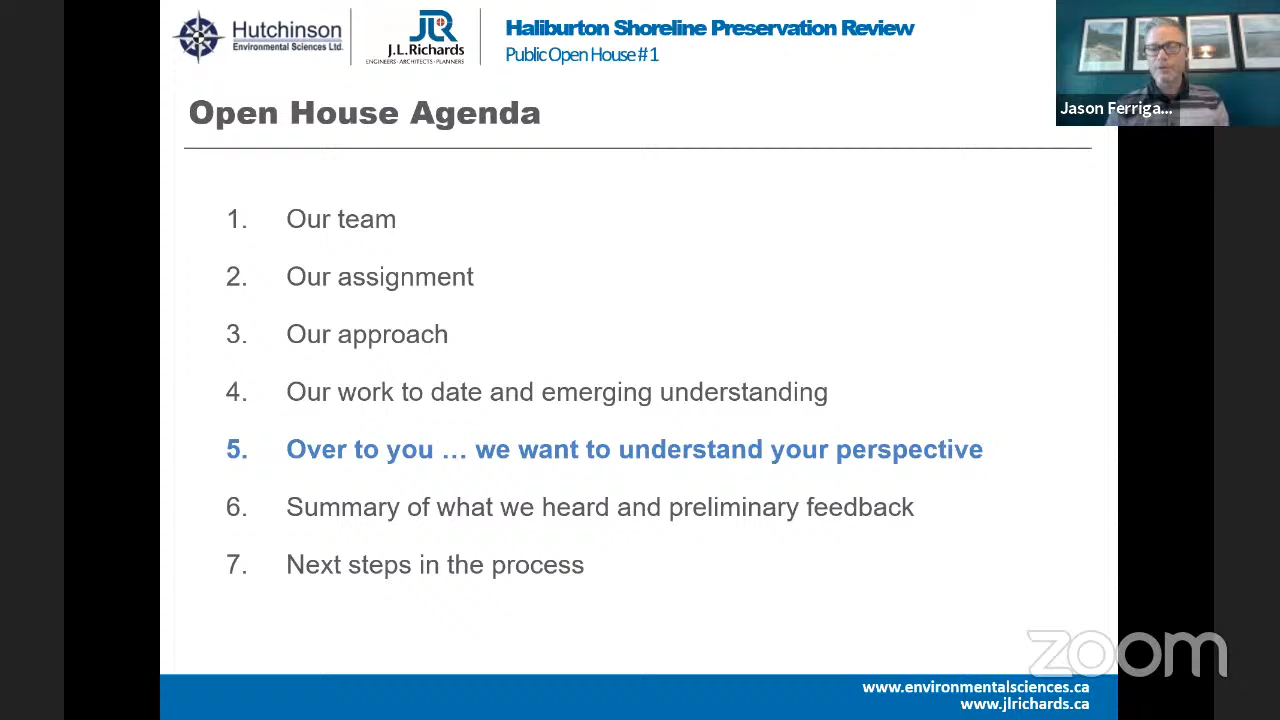 Hutchinson
Environmental Sciences Ltd.
JLR
J.L.Richards
ENGINEERS · ARCHITECTS · PLANNERS
Haliburton Shoreline Preservation Review
Public Open House # 1
Jason Ferriga...
Open House Agenda
1. Our team
2. Our assignment
3. Our approach
4. Our work to date and emerging understanding
5. Over to you … we want to understand your perspective
6. Summary of what we heard and preliminary feedback
7. Next steps in the process
zoom
www.environmentalsciences.ca
www.jlrichards.ca